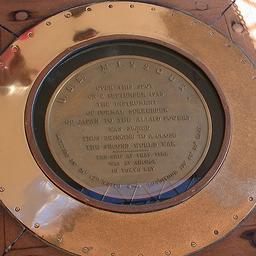 U.S.S. MISSOURI
OVER THIS SPOT
ON 2 SEPTEMBER 1945
THE INSTRUMENT
OF FORMAL SURRENDER
OF JAPAN TO THE ALLIED POWERS
WAS SIGNED
THUS BRINGING TO A CLOSE
THE SECOND WORLD WAR
THE SHIP AT THAT TIME
WAS AT ANCHOR
IN TOKYO BAY